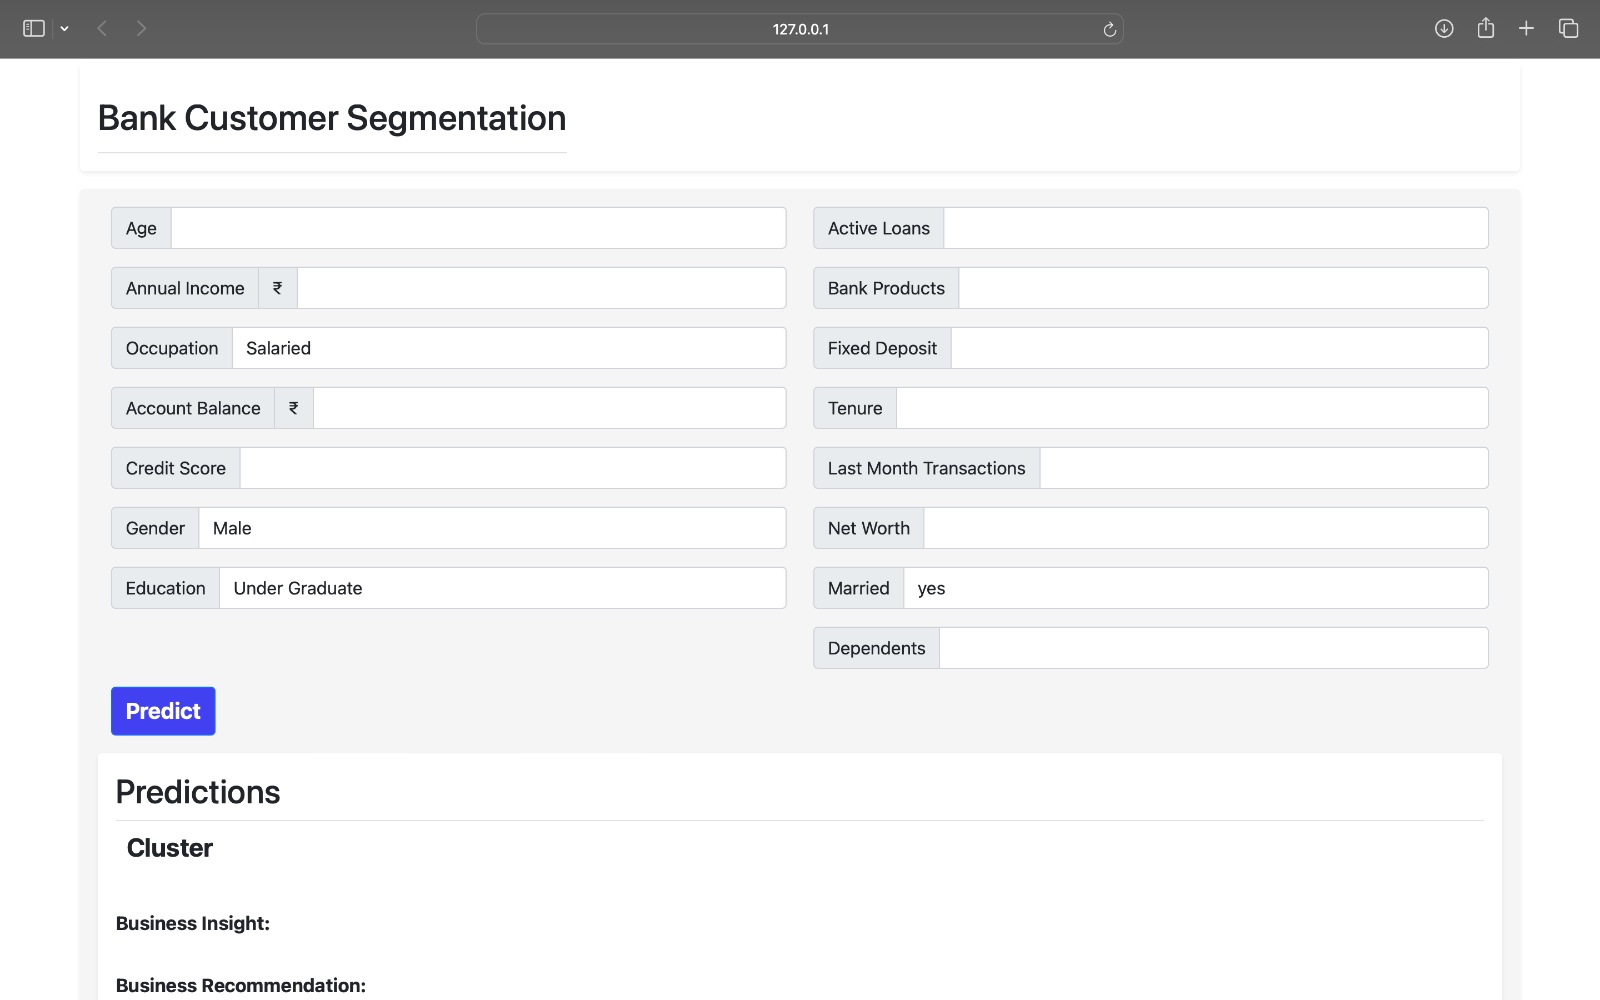 127.0.0.1
Bank Customer Segmentation
Age
Annual Income ₹
Occupation Salaried
Account Balance ₹
Credit Score
Gender Male
Education Under Graduate
Active Loans
Bank Products
Fixed Deposit
Tenure
Last Month Transactions
Net Worth
Married yes
Dependents
Predict
Predictions
Cluster
Business Insight:
Business Recommendation: